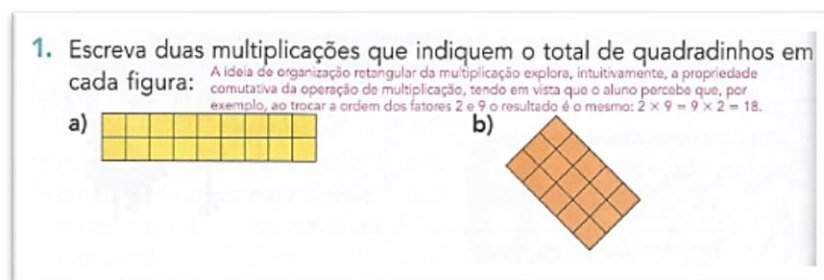 1. Escreva duas multiplicações que indiquem o total de quadradinhos em
cada figura:
A ideia de organização retangular da multiplicação explora, intuitivamente, a propriedade
comutativa da operação de multiplicação, tendo em vista que o aluno percebe que, por
exemplo, ao trocar a ordem dos fatores 2 e 9 o resultado é o mesmo: 2 × 9 = 9 × 2 = 18.
a)
b)